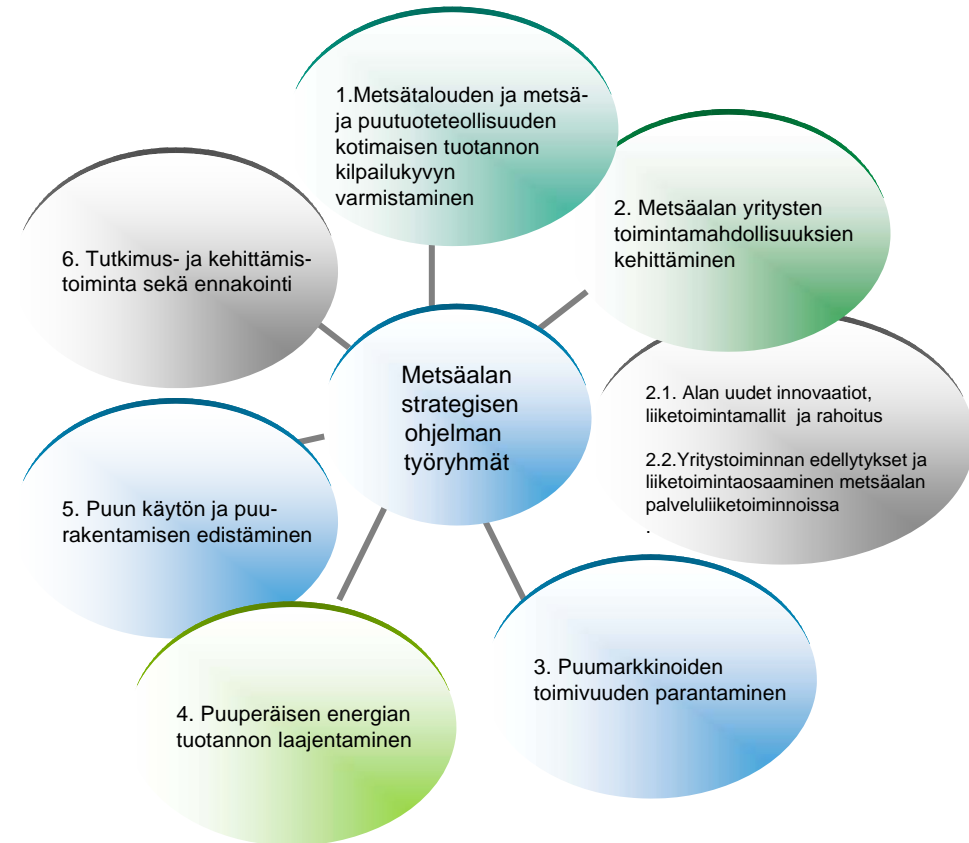 1.Metsätalouden ja metsä-
ja puutuoteteollisuuden
kotimaisen tuotannon
kilpailukyvyn
varmistaminen
2. Metsäalan yritysten
toimintamahdollisuuksien
kehittäminen
2.1. Alan uudet innovaatiot,
liiketoimintamallit ja rahoitus
2.2.Yritystoiminnan edellytykset ja
liiketoimintaosaaminen metsäalan
palveluliiketoiminnoissa
.
3. Puumarkkinoiden
toimivuuden parantaminen
4. Puuperäisen energian
tuotannon laajentaminen
5. Puun käytön ja puu-
rakentamisen edistäminen
6. Tutkimus- ja kehittämis-
toiminta sekä ennakointi
Metsäalan
strategisen
ohjelman
työryhmät